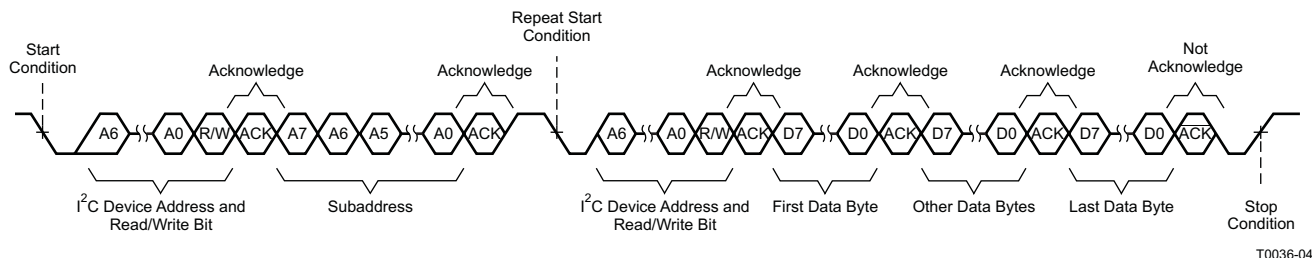 Repeat Start
Condition
Start
Condition
Not
Acknowledge
Acknowledge
Acknowledge
Acknowledge
Acknowledge
Acknowledge
A6 A0 R/W ACK A7 A6 A5 A0 ACK A6 A0 R/W ACK D7 D0 ACK D7 D0 ACK D7 D0 ACK
I²C Device Address and
Read/Write Bit
Subaddress
I²C Device Address and
Read/Write Bit
First Data Byte
Other Data Bytes
Last Data Byte
Stop
Condition
T0036-04